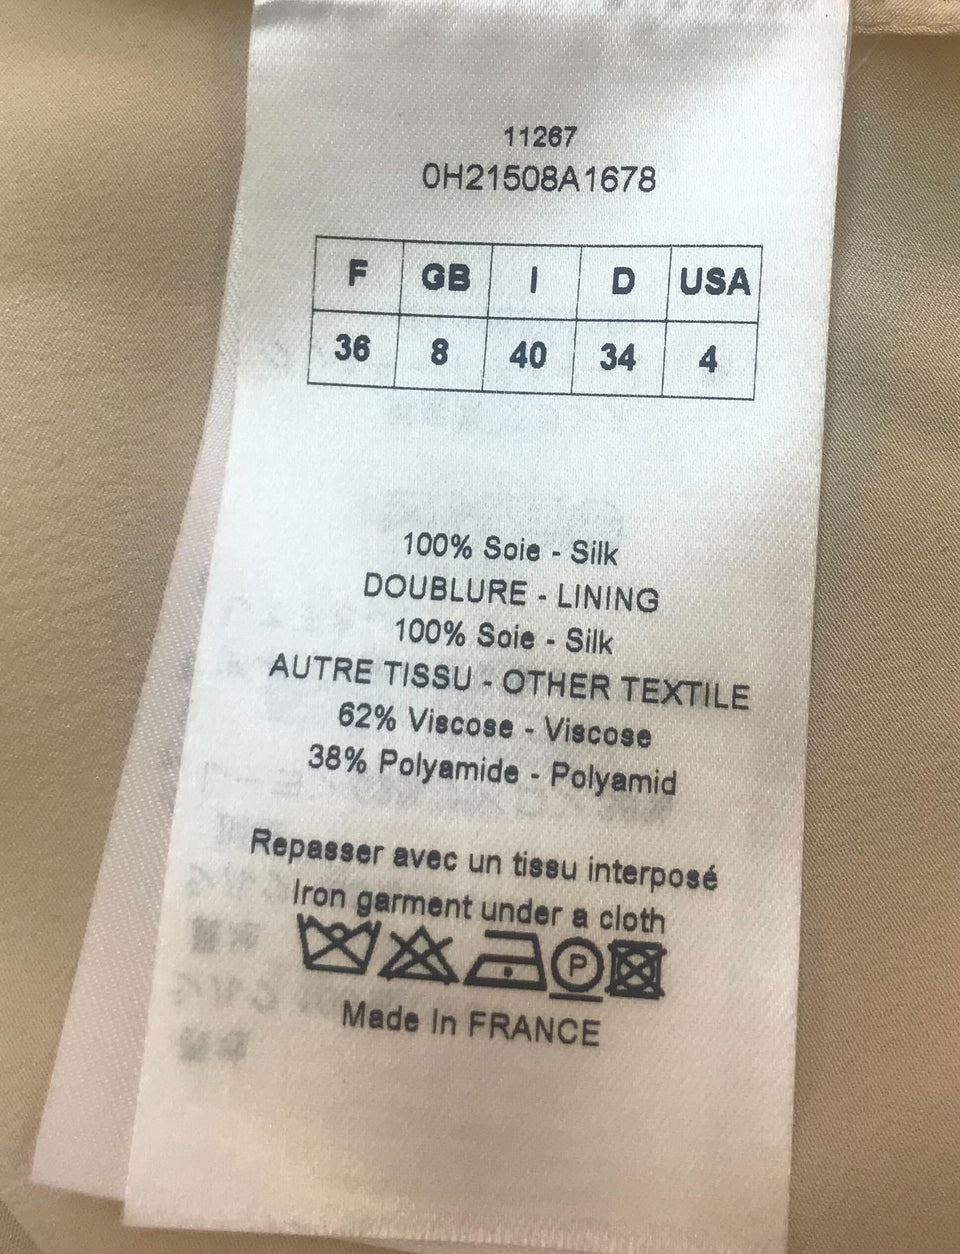 11267
0H21508A1678
F GB I D USA
36 8 40 34 4
100% Soie - Silk
DOUBLURE - LINING
100% Soie - Silk
AUTRE TISSU - OTHER TEXTILE
62% Viscose - Viscose
38% Polyamide - Polyamid
Repasser avec un tissu interposé
Iron garment under a cloth
P
Made In FRANCE